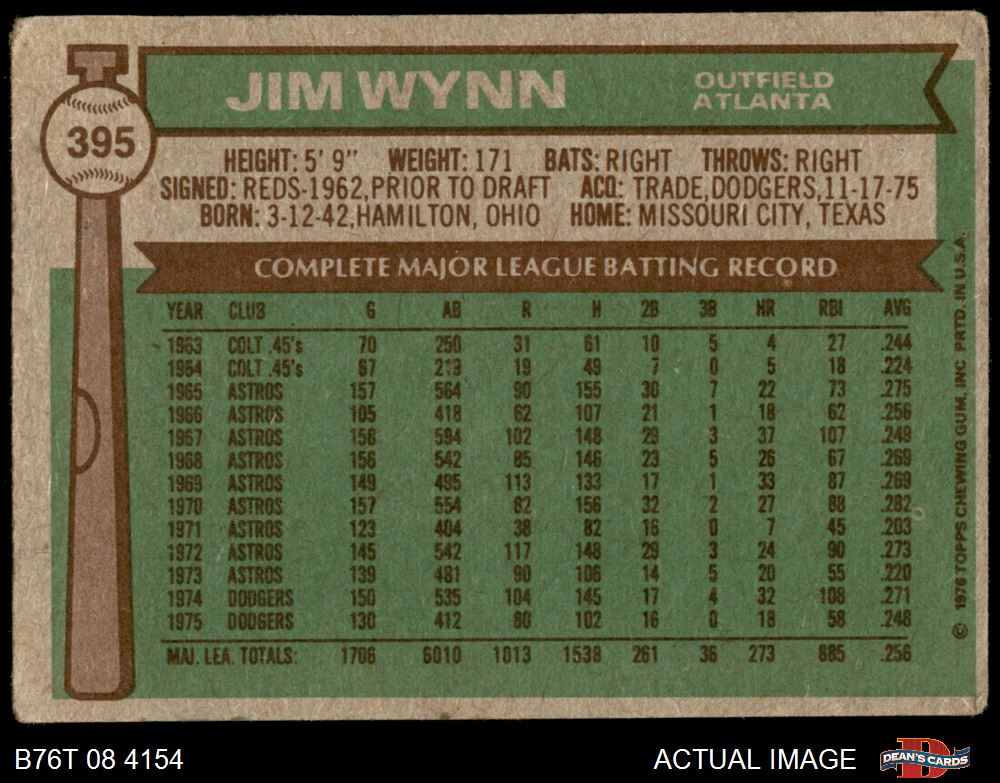 395
JIM WYNN OUTFIELD
ATLANTA
HEIGHT: 5' 9" WEIGHT: 171 BATS: RIGHT THROWS: RIGHT
SIGNED: REDS-1962,PRIOR TO DRAFT ACQ: TRADE,DODGERS,11-17-75
BORN: 3-12-42,HAMILTON, OHIO HOME: MISSOURI CITY, TEXAS
COMPLETE MAJOR LEAGUE BATTING RECORD
YEAR CLUB G AB R H 2B 3B HR RBI AVG
1963 COLT .45's 70 250 31 61 10 5 4 27 .244
1964 COLT .45's 67 219 19 49 7 0 5 18 .224
1965 ASTROS 157 564 90 155 30 7 22 73 .275
1966 ASTROS 105 418 62 107 21 1 18 62 .256
1967 ASTROS 158 594 102 148 29 3 37 107 .249
1968 ASTROS 156 542 85 146 23 5 26 67 .269
1969 ASTROS 149 495 113 133 17 1 33 87 .269
1970 ASTROS 157 554 82 156 32 2 27 88 .282
1971 ASTROS 123 404 38 82 16 0 7 45 .203
1972 ASTROS 145 542 117 148 29 3 24 90 .273
1973 ASTROS 139 481 90 106 14 5 20 55 .220
1974 DODGERS 150 535 104 145 17 4 32 108 .271
1975 DODGERS 130 412 80 102 16 0 18 58 .248
MAJ. LEA. TOTALS: 1706 6010 1013 1538 261 36 273 885 .256
© 1976 TOPPS CHEWING GUM, INC PRTD. IN U.S.A.
B76T 08 4154 ACTUAL IMAGE DEAN'S CARDS